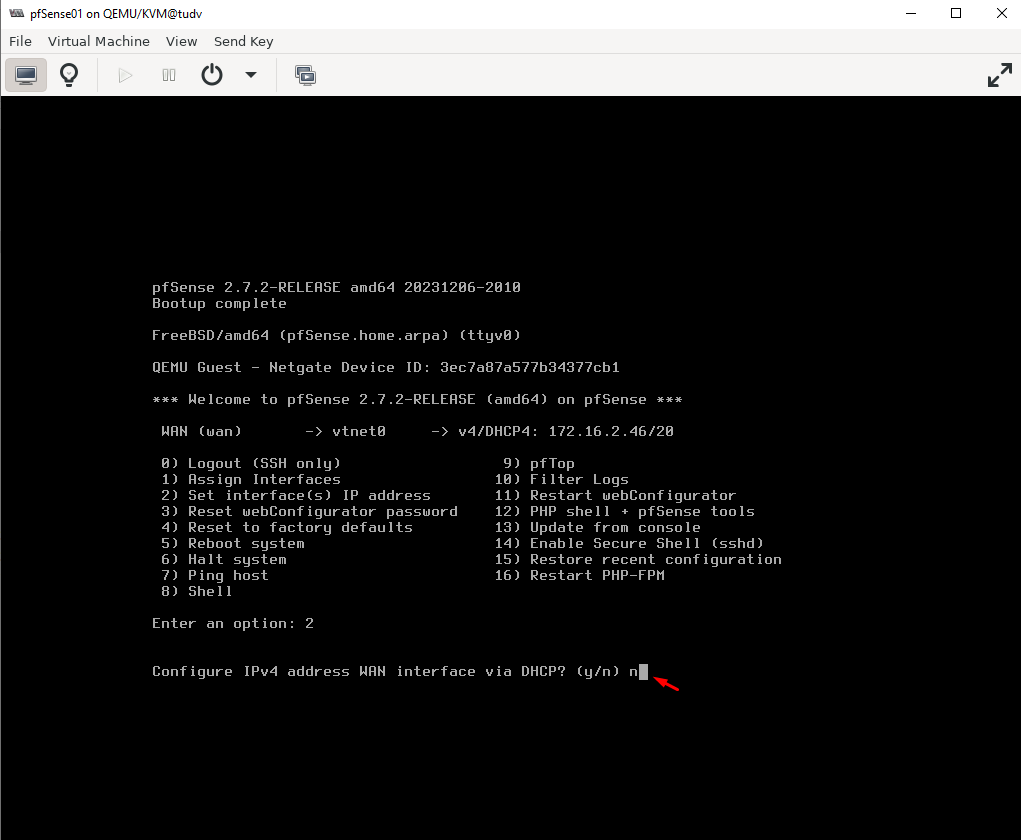 pfSense01 on QEMU/KVM@tudv
File Virtual Machine View Send Key
pfSense 2.7.2-RELEASE amd64 20231206-2010
Bootup complete
FreeBSD/amd64 (pfSense.home.arpa) (ttyv0)
QEMU Guest - Netgate Device ID: 3ec7a87a577b34377cb1
*** Welcome to pfSense 2.7.2-RELEASE (amd64) on pfSense ***
WAN (wan) -> vtnet0 -> v4/DHCP4: 172.16.2.46/20
0) Logout (SSH only) 9) pfTop
1) Assign Interfaces 10) Filter Logs
2) Set interface(s) IP address 11) Restart webConfigurator
3) Reset webConfigurator password 12) PHP shell + pfSense tools
4) Reset to factory defaults 13) Update from console
5) Reboot system 14) Enable Secure Shell (sshd)
6) Halt system 15) Restore recent configuration
7) Ping host 16) Restart PHP-FPM
8) Shell
Enter an option: 2
Configure IPv4 address WAN interface via DHCP? (y/n) n